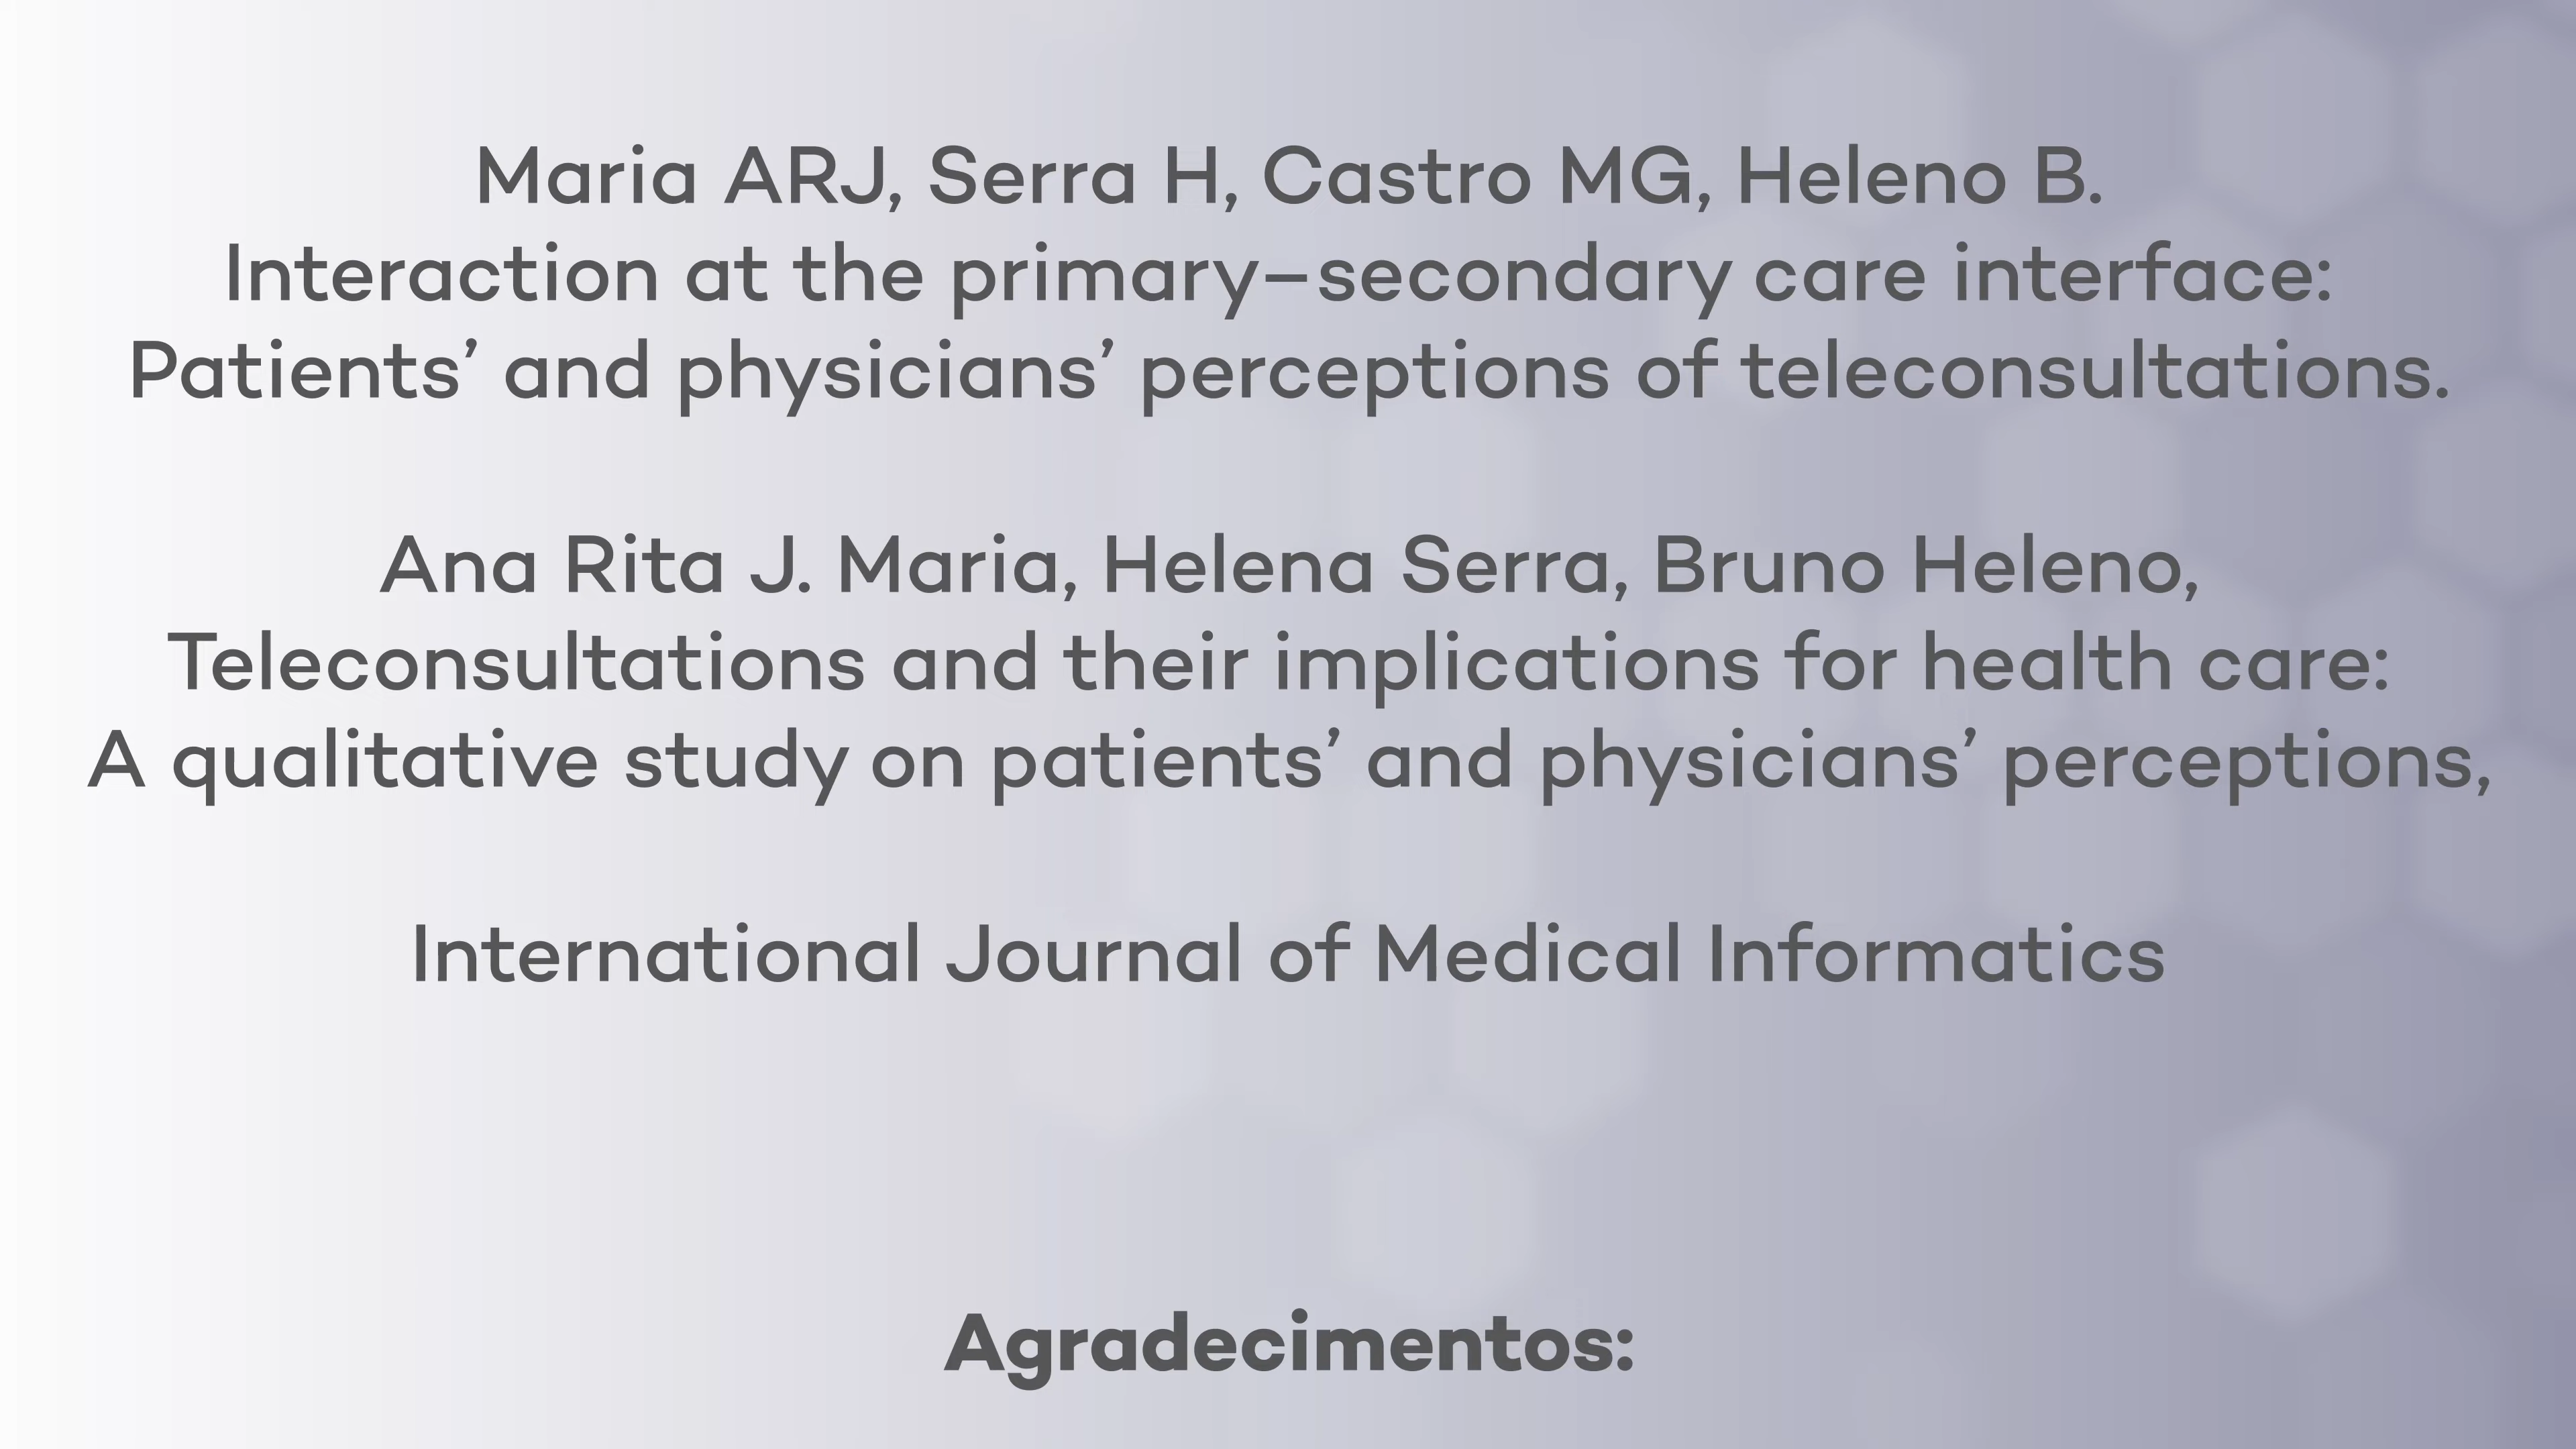 Maria ARJ, Serra H, Castro MG, Heleno B.
Interaction at the primary–secondary care interface:
Patients’ and physicians’ perceptions of teleconsultations.
Ana Rita J. Maria, Helena Serra, Bruno Heleno,
Teleconsultations and their implications for health care:
A qualitative study on patients’ and physicians’ perceptions,
International Journal of Medical Informatics
Agradecimentos: